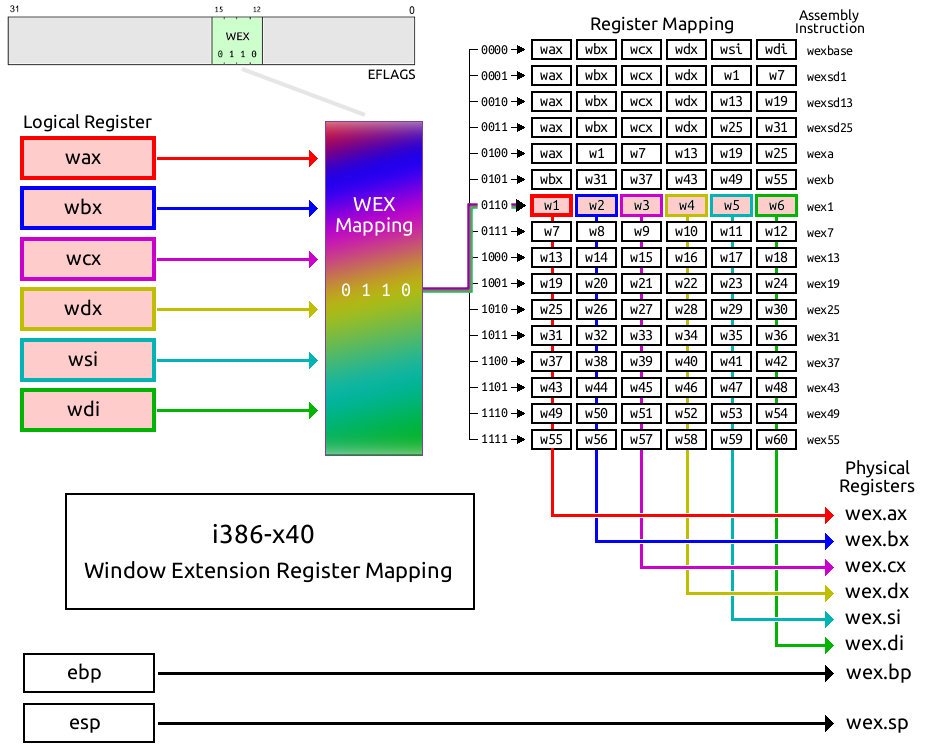 31 15 12 0
WEX
0 1 1 0
EFLAGS
Register Mapping
Assembly
Instruction
0000 wax wbx wcx wdx wsi wdi wexbase
0001 wax wbx wcx wdx w1 w7 wexsd1
0010 wax wbx wcx wdx w13 w19 wexsd13
0011 wax wbx wcx wdx w25 w31 wexsd25
0100 wax w1 w7 w13 w19 w25 wexa
0101 wbx w31 w37 w43 w49 w55 wexb
0110 w1 w2 w3 w4 w5 w6 wex1
0111 w7 w8 w9 w10 w11 w12 wex7
1000 w13 w14 w15 w16 w17 w18 wex13
1001 w19 w20 w21 w22 w23 w24 wex19
1010 w25 w26 w27 w28 w29 w30 wex25
1011 w31 w32 w33 w34 w35 w36 wex31
1100 w37 w38 w39 w40 w41 w42 wex37
1101 w43 w44 w45 w46 w47 w48 wex43
1110 w49 w50 w51 w52 w53 w54 wex49
1111 w55 w56 w57 w58 w59 w60 wex55
Logical Register
wax
wbx
wcx
wdx
wsi
wdi
WEX
Mapping
0 1 1 0
Physical
Registers
wex.ax
wex.bx
wex.cx
wex.dx
wex.si
wex.di
i386-x40
Window Extension Register Mapping
ebp wex.bp
esp wex.sp